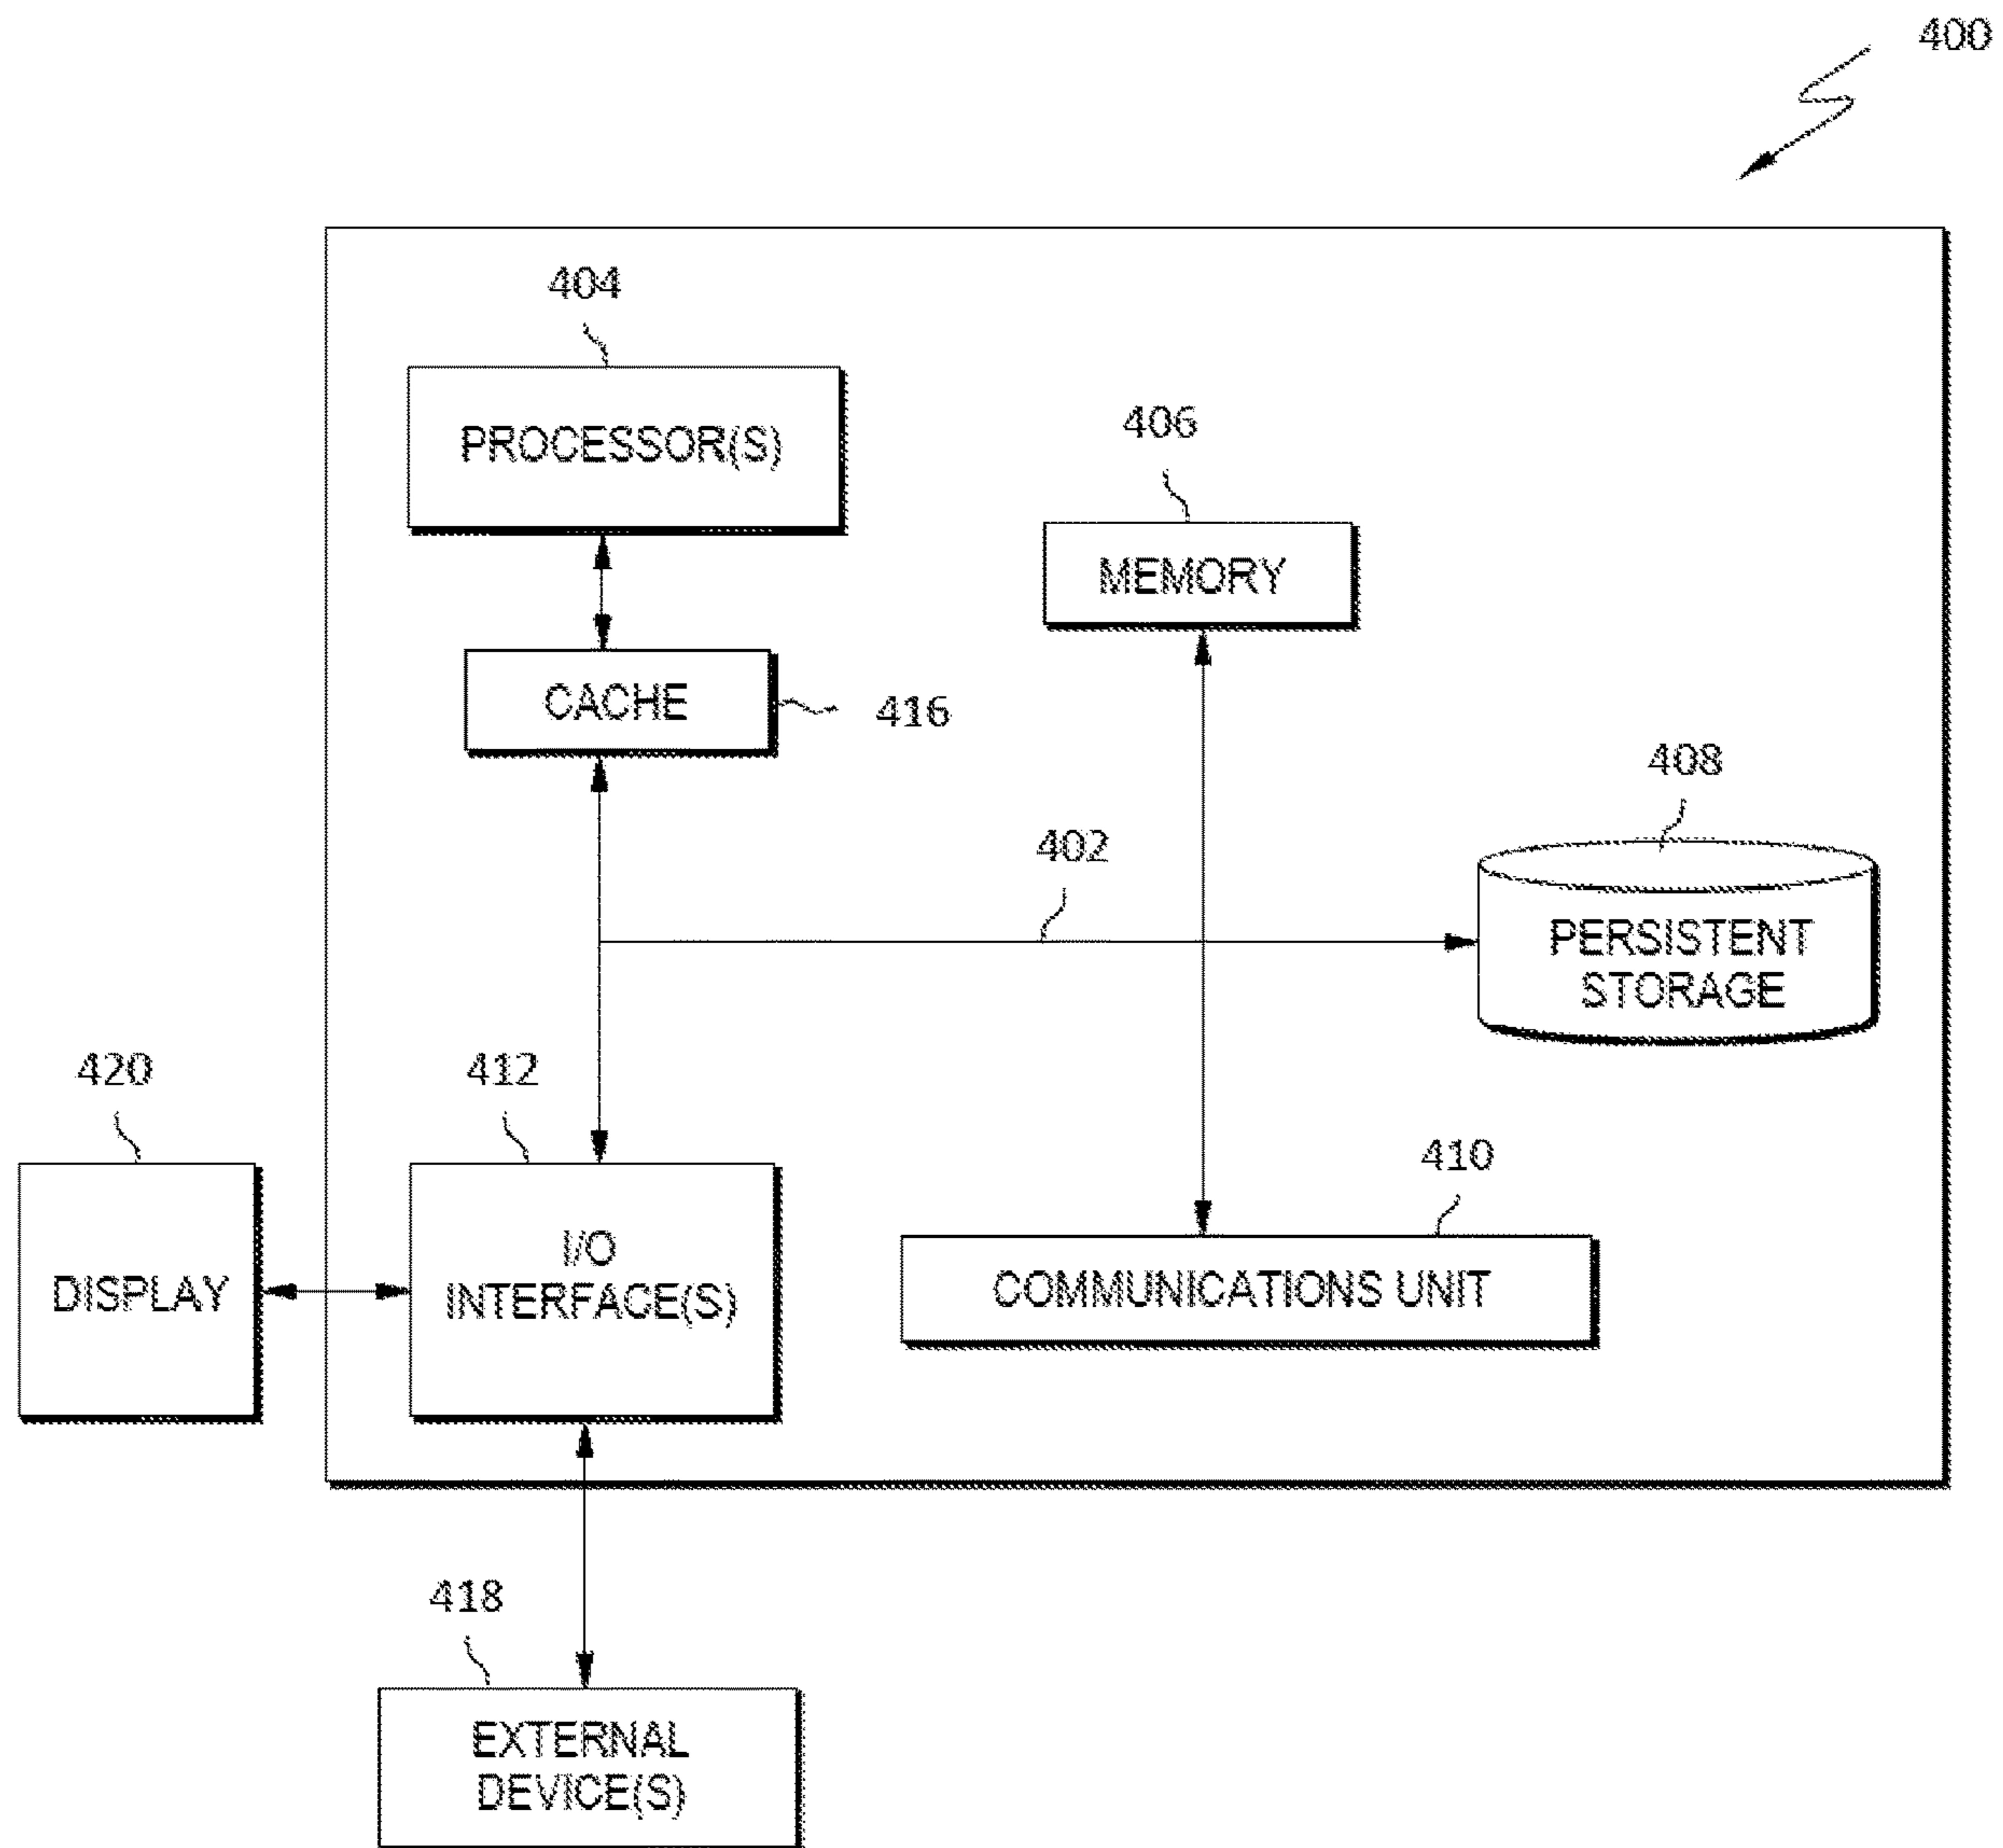 400
404
PROCESSOR(S)
406
MEMORY
CACHE
416
408
402
PERSISTENT
STORAGE
420
412
410
I/O
INTERFACE(S)
DISPLAY
COMMUNICATIONS UNIT
418
EXTERNAL
DEVICE(S)